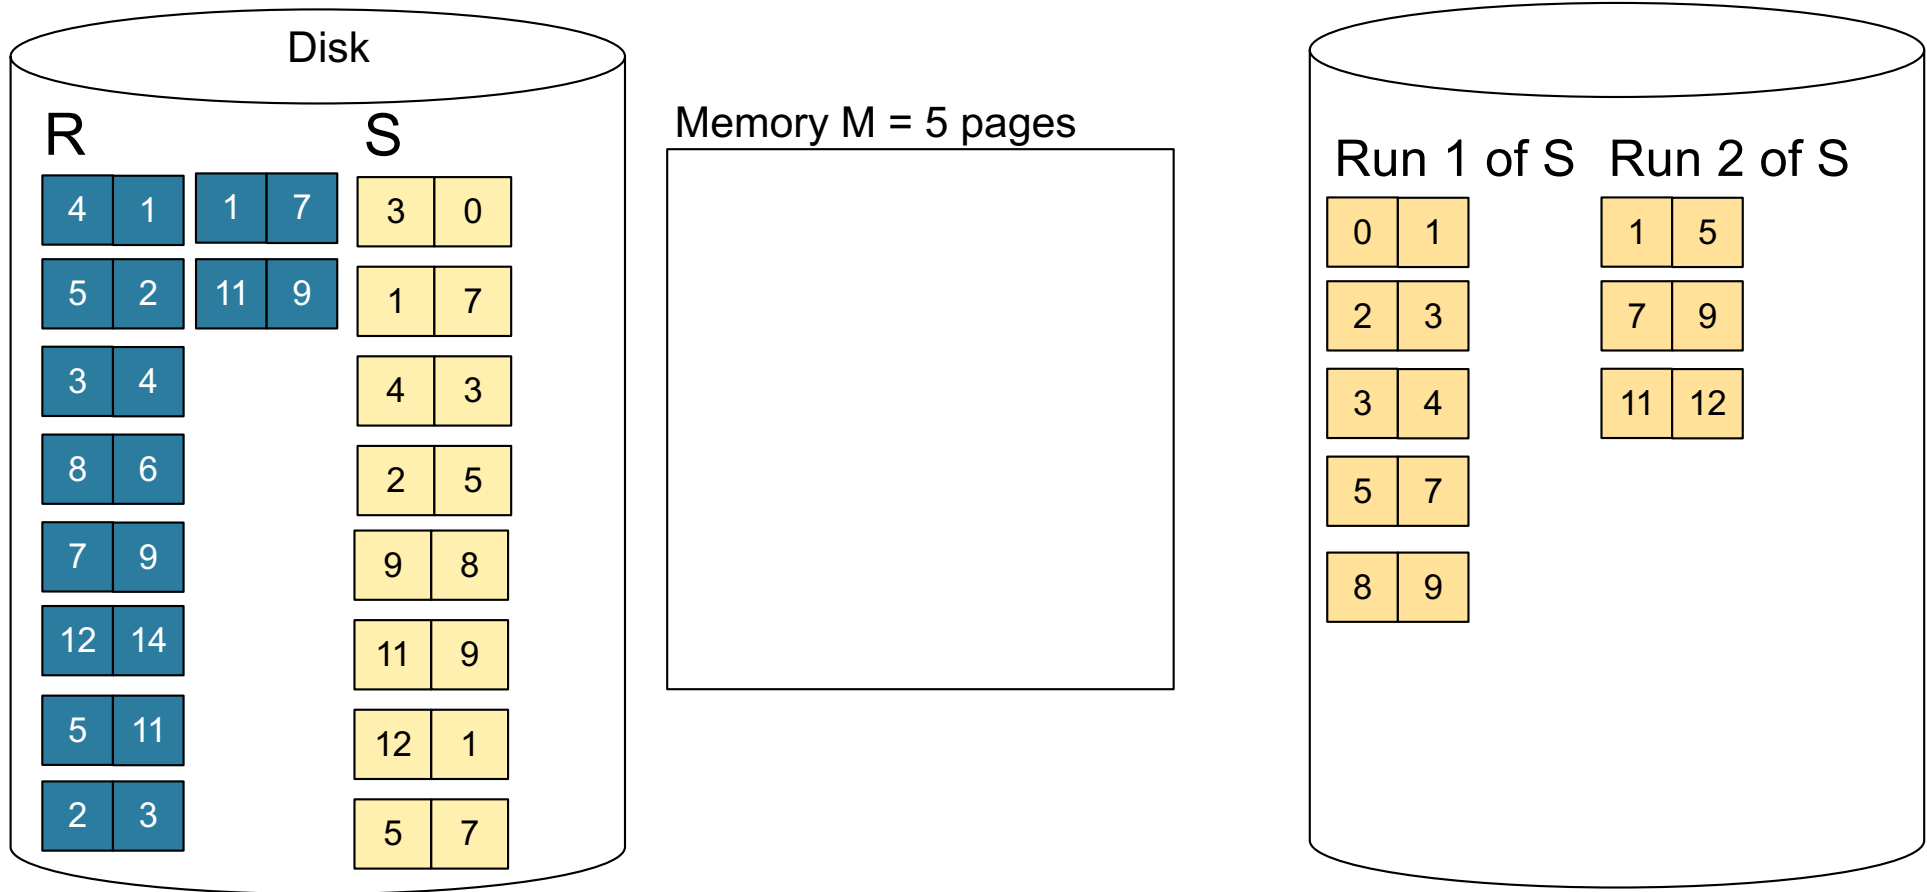 Disk
R S
4 1 1 7 3 0
5 2 11 9 1 7
3 4 4 3
8 6 2 5
7 9 9 8
12 14 11 9
5 11 12 1
2 3 5 7
Memory M = 5 pages
Run 1 of S Run 2 of S
0 1 1 5
2 3 7 9
3 4 11 12
5 7
8 9